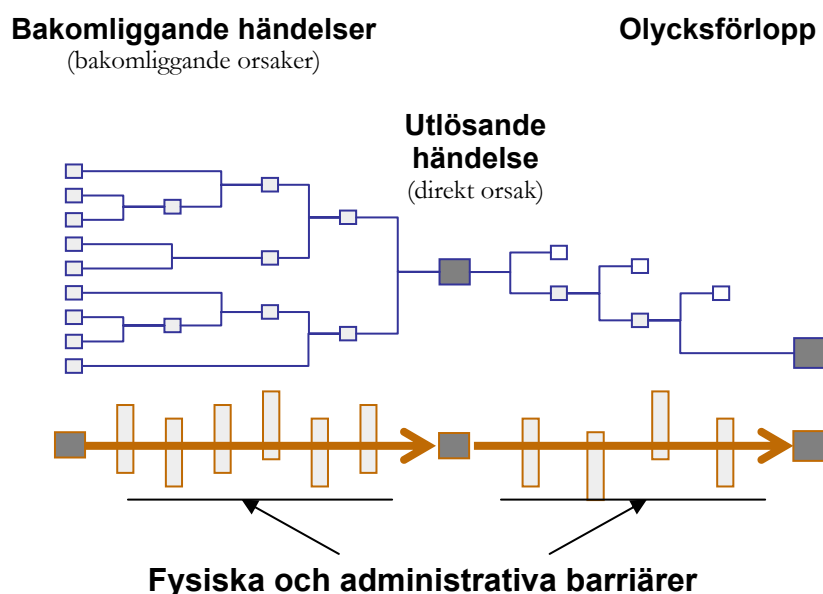 Bakomliggande händelser
(bakomliggande orsaker)
Olycksförlopp
Utlösande
händelse
(direkt orsak)
Fysiska och administrativa barriärer